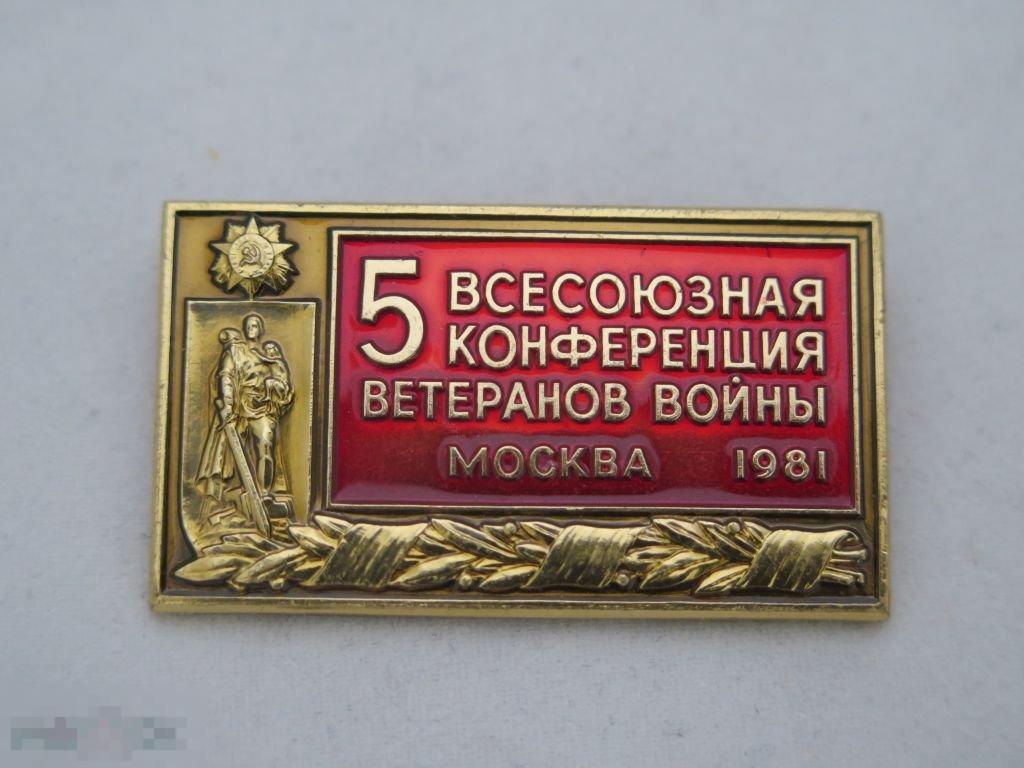 5 ВСЕСОЮЗНАЯ
КОНФЕРЕНЦИЯ
ВЕТЕРАНОВ ВОЙНЫ
МОСКВА 1981